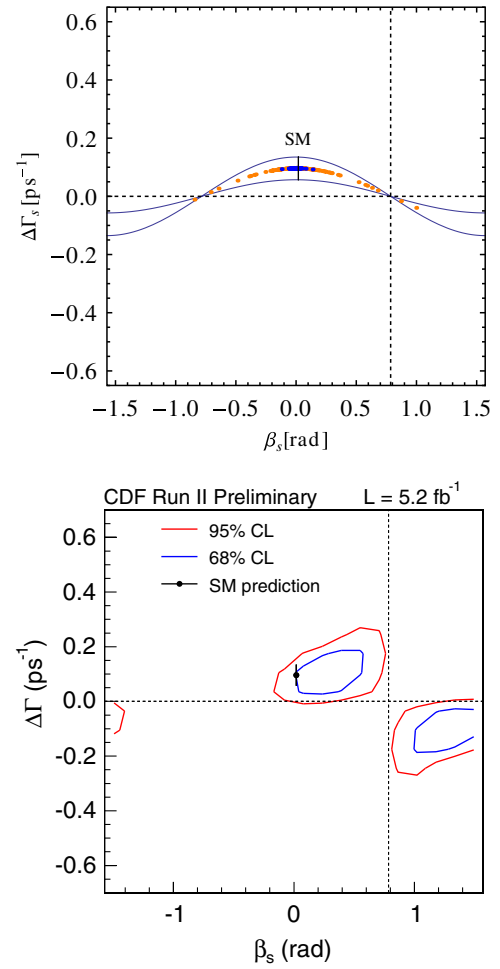 0.6
0.4
0.2
0.0
−0.2
−0.4
−0.6
ΔΓs [ps⁻¹]
SM
−1.5 −1.0 −0.5 0.0 0.5 1.0 1.5
βs [rad]
CDF Run II Preliminary L = 5.2 fb⁻¹
95% CL
68% CL
SM prediction
0.6
0.4
0.2
0.0
-0.2
-0.4
-0.6
ΔΓ (ps⁻¹)
-1 0 1
βs (rad)